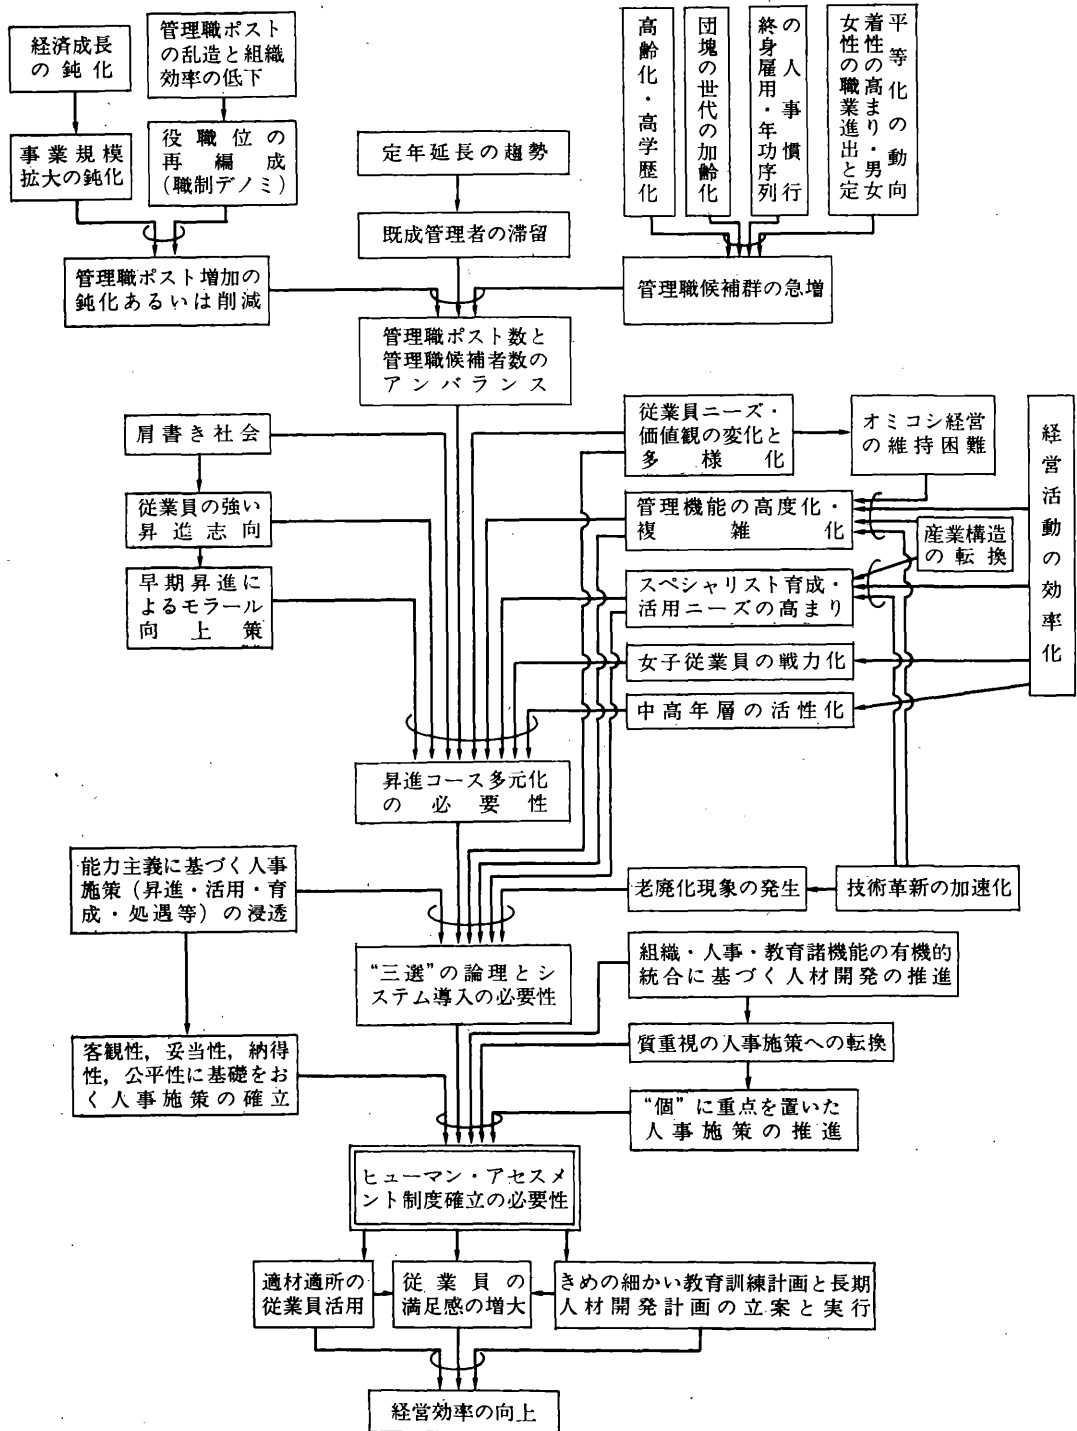 経済成長
の鈍化
管理職ポスト
の乱造と組織
効率の低下
高齢化・高学歴化
団塊の世代の加齢化
終身雇用・年功序列
の人事慣行
女性の職業進出と定
着性の高まり・男女
平等化の動向
事業規模
拡大の鈍化
役職位の
再編成
(職制デノミ)
定年延長の趨勢
既成管理者の滞留
管理職ポスト増加の
鈍化あるいは削減
管理職候補群の急増
管理職ポスト数と
管理職候補者数の
アンバランス
肩書き社会
従業員の強い
昇進志向
早期昇進に
よるモラール
向上策
従業員ニーズ・
価値観の変化と
多様化
オミコシ経営
の維持困難
経営活動の効率化
管理機能の高度化・
複雑化
産業構造
の転換
スペシャリスト育成・
活用ニーズの高まり
女子従業員の戦力化
中高年層の活性化
昇進コース多元化
の必要性
能力主義に基づく人事
施策(昇進・活用・育
成・処遇等)の浸透
老廃化現象の発生
技術革新の加速化
“三選”の論理とシ
ステム導入の必要性
組織・人事・教育諸機能の有機的
統合に基づく人材開発の推進
質重視の人事施策への転換
客観性,妥当性,納得
性,公平性に基礎をお
く人事施策の確立
“個”に重点を置いた
人事施策の推進
ヒューマン・アセスメ
ント制度確立の必要性
適材適所の
従業員活用
従業員の
満足感の増大
きめの細かい教育訓練計画と長期
人材開発計画の立案と実行
経営効率の向上